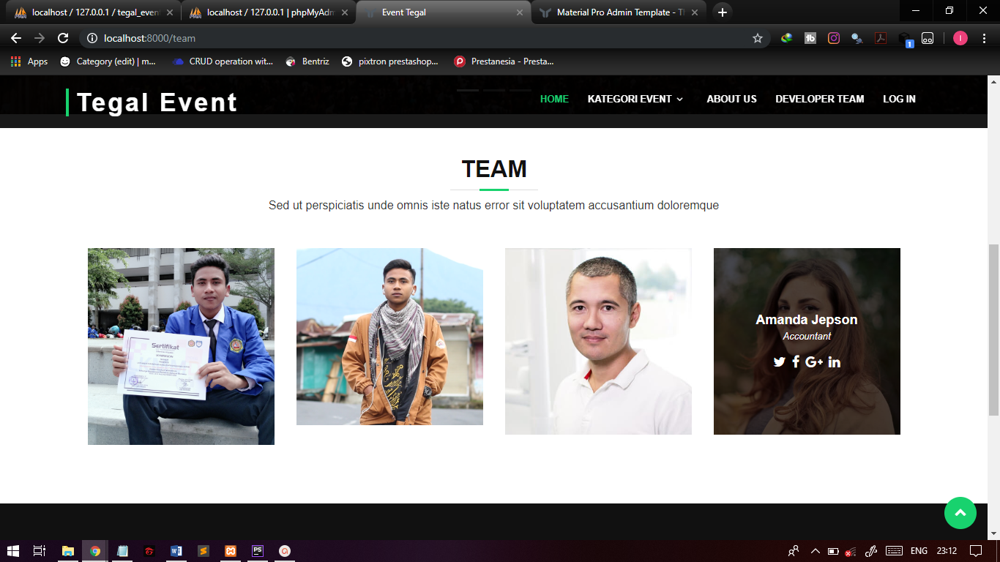 localhost / 127.0.0.1 / tegal_even
localhost / 127.0.0.1 | phpMyAdm
Event Tegal
Material Pro Admin Template - Th
localhost:8000/team
Apps
Category (edit) | m...
CRUD operation wit...
Bentriz
pixtron prestashop...
Prestanesia - Presta...
Tegal Event
HOME
KATEGORI EVENT
ABOUT US
DEVELOPER TEAM
LOG IN
TEAM
Sed ut perspiciatis unde omnis iste natus error sit voluptatem accusantium doloremque
Sertifikat
Amanda Jepson
Accountant
ENG
23:12